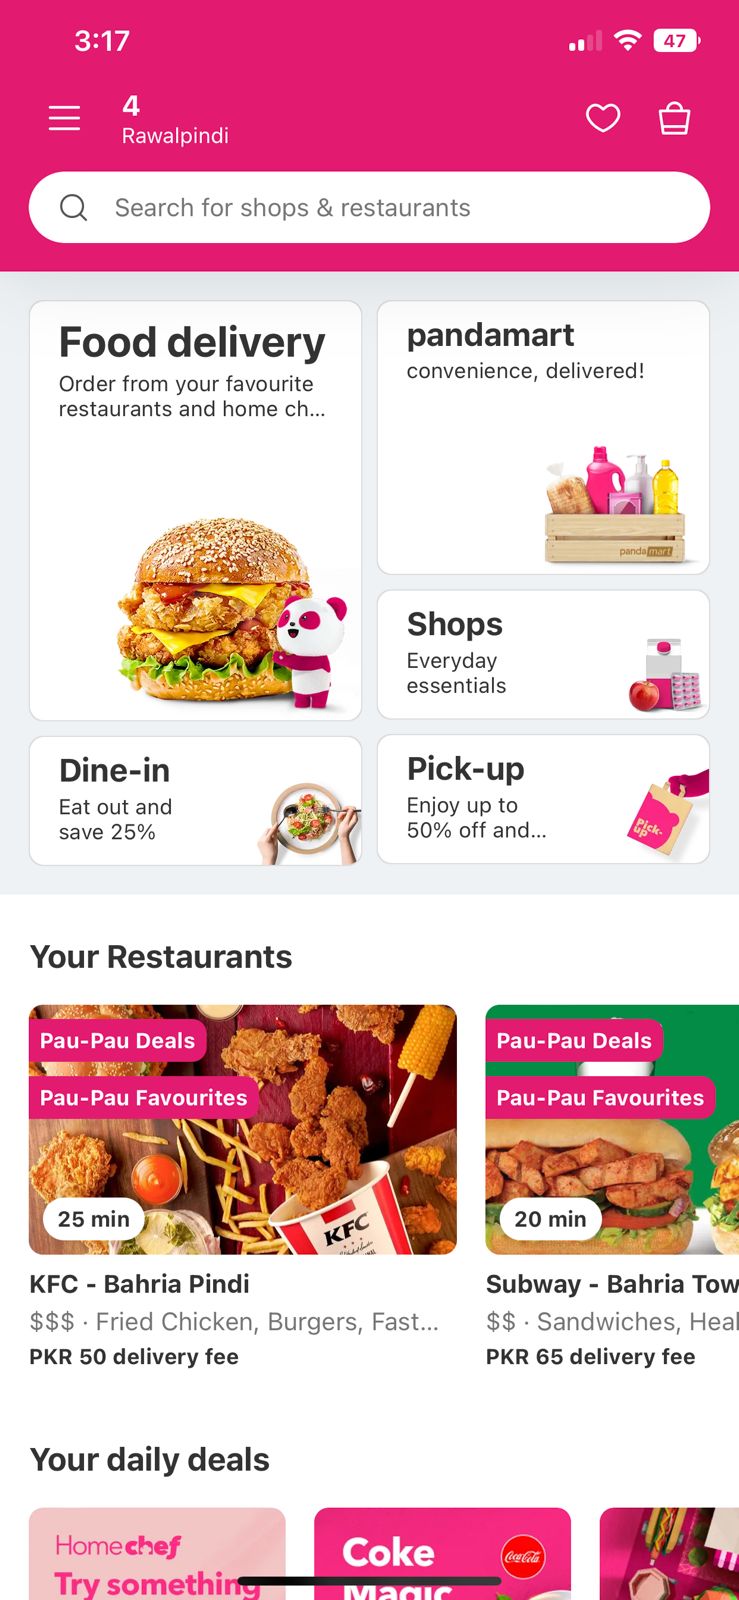 3:17
47
4
Rawalpindi
Search for shops & restaurants
Food delivery
Order from your favourite
restaurants and home ch...
pandamart
convenience, delivered!
pandamart
Shops
Everyday
essentials
Dine-in
Eat out and
save 25%
Pick-up
Enjoy up to
50% off and...
Pick-
up
Your Restaurants
Pau-Pau Deals
Pau-Pau Favourites
25 min
KFC
KFC - Bahria Pindi
$$$ · Fried Chicken, Burgers, Fast...
PKR 50 delivery fee
Pau-Pau Deals
Pau-Pau Favourites
20 min
Subway - Bahria Tow
$$ · Sandwiches, Heal
PKR 65 delivery fee
Your daily deals
Homechef
Try something
Coke
Magic
Coca-Cola